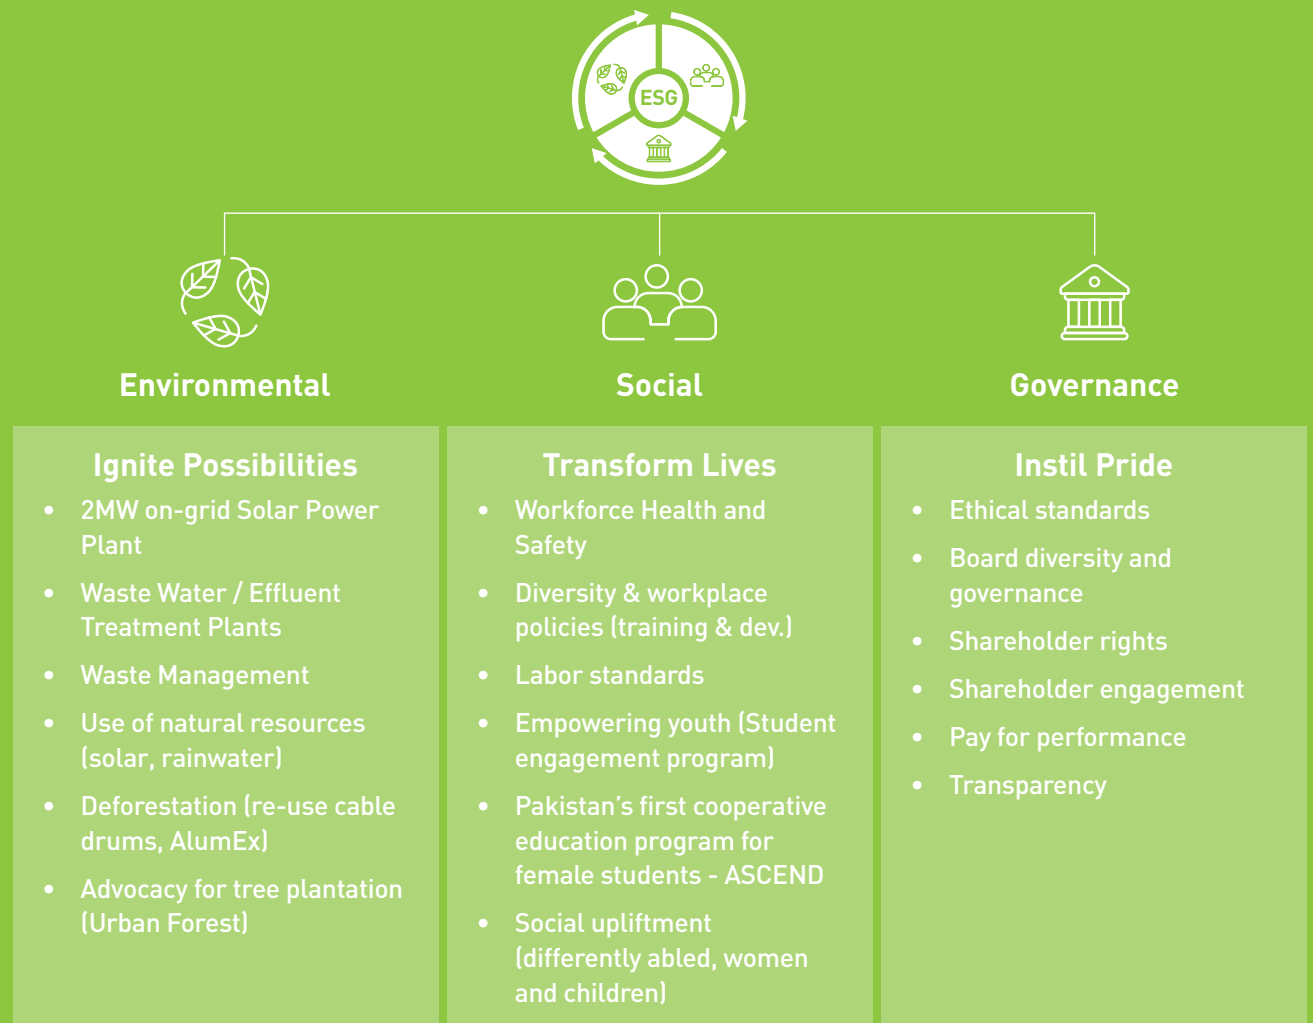 ESG
Environmental
Ignite Possibilities
• 2MW on-grid Solar Power
Plant
• Waste Water / Effluent
Treatment Plants
• Waste Management
• Use of natural resources
(solar, rainwater)
• Deforestation (re-use cable
drums, AlumEx)
• Advocacy for tree plantation
(Urban Forest)
Social
Transform Lives
• Workforce Health and
Safety
• Diversity & workplace
policies (training & dev.)
• Labor standards
• Empowering youth (Student
engagement program)
• Pakistan’s first cooperative
education program for
female students - ASCEND
• Social upliftment
(differently abled, women
and children)
Governance
Instil Pride
• Ethical standards
• Board diversity and
governance
• Shareholder rights
• Shareholder engagement
• Pay for performance
• Transparency